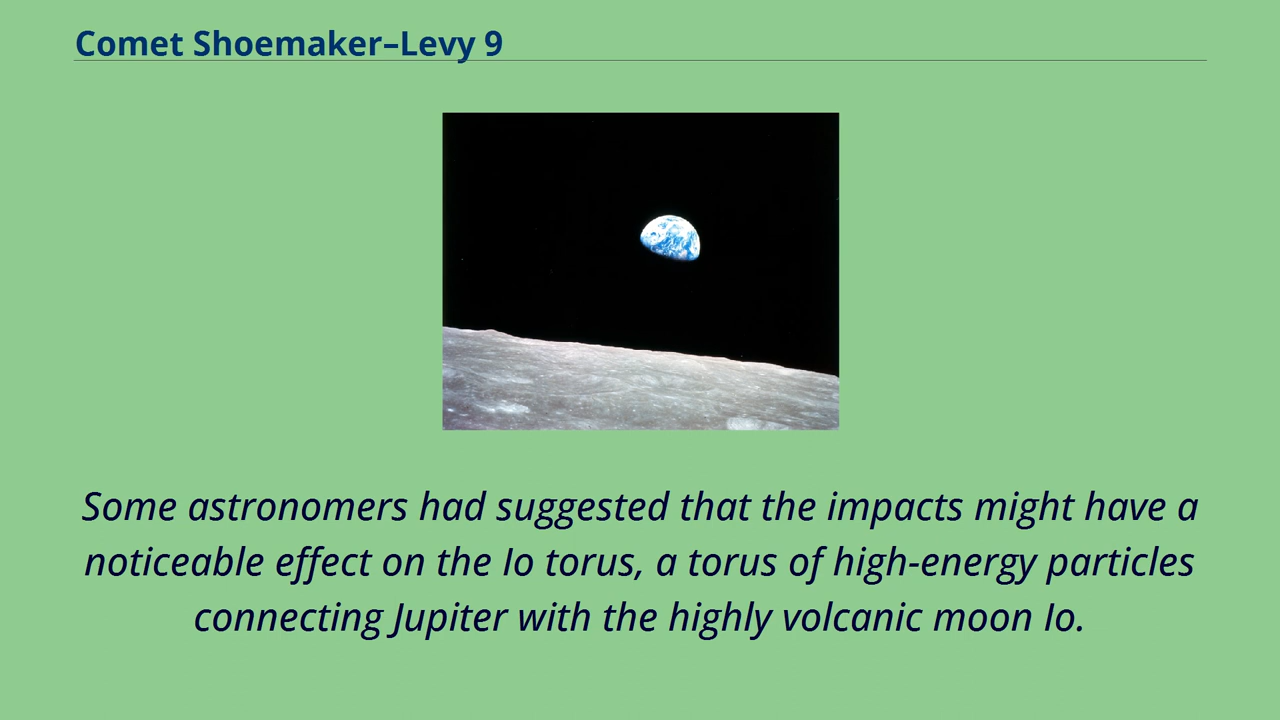 Comet Shoemaker–Levy 9
Some astronomers had suggested that the impacts might have a
noticeable effect on the Io torus, a torus of high-energy particles
connecting Jupiter with the highly volcanic moon Io.